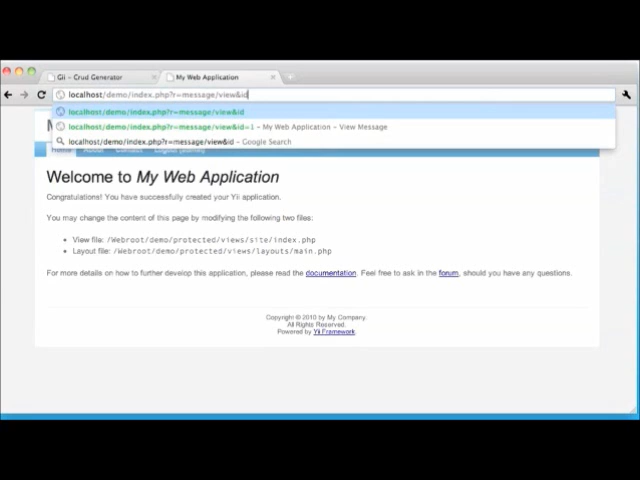 Gii - Crud Generator
My Web Application
localhost/demo/index.php?r=message/view&id
localhost/demo/index.php?r=message/view&id
localhost/demo/index.php?r=message/view&id=1 - My Web Application - View Message
localhost/demo/index.php?r=message/view&id - Google Search
Welcome to My Web Application
Congratulations! You have successfully created your Yii application.
You may change the content of this page by modifying the following two files:
• View file: /Webroot/demo/protected/views/site/index.php
• Layout file: /Webroot/demo/protected/views/layouts/main.php
For more details on how to further develop this application, please read the documentation. Feel free to ask in the forum, should you have any questions.
Copyright © 2010 by My Company.
All Rights Reserved.
Powered by Yii Framework.